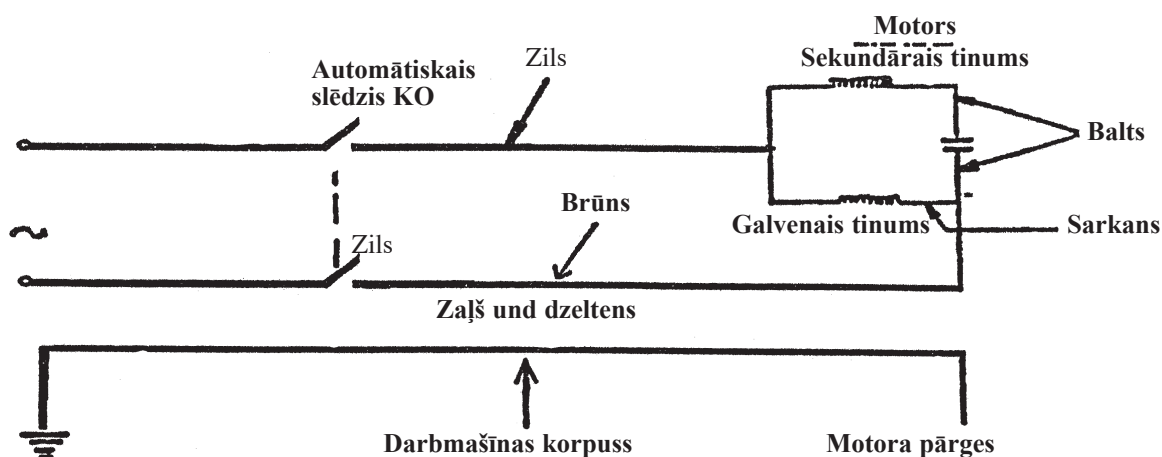 Motors
Sekundārais tinums
Zils
Automātiskais
slēdzis KO
Balts
Brūns
Galvenais tinums
Sarkans
Zils
Zaļš und dzeltens
Darbmašīnas korpuss
Motora pārges